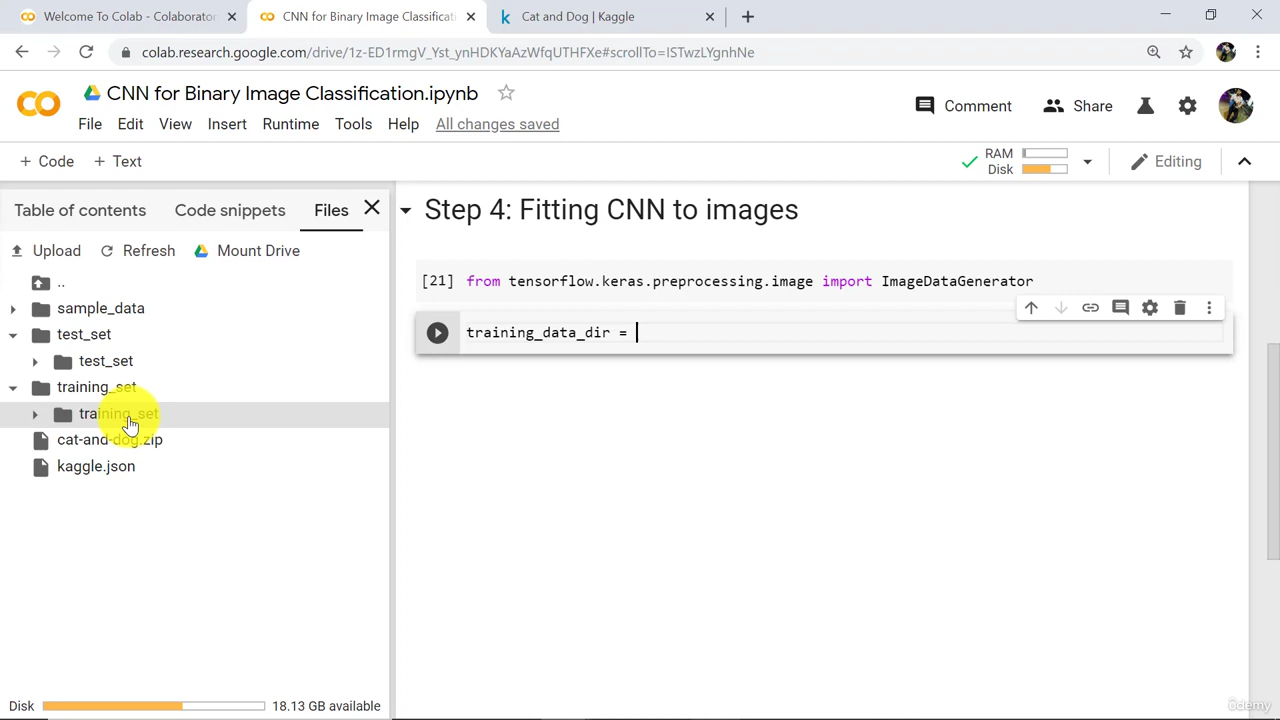 Welcome To Colab - Colaborator
CNN for Binary Image Classificati
Cat and Dog | Kaggle
colab.research.google.com/drive/1z-ED1rmgV_Yst_ynHDKYaAzWfqUTHFXe#scrollTo=ISTwzLYgnhNe
CNN for Binary Image Classification.ipynb
Comment
Share
File Edit View Insert Runtime Tools Help All changes saved
+ Code + Text
RAM
Disk
Editing
Table of contents Code snippets Files
Upload Refresh Mount Drive
..
sample_data
test_set
test_set
training_set
training_set
cat-and-dog.zip
kaggle.json
Disk 18.13 GB available
Step 4: Fitting CNN to images
[21] from tensorflow.keras.preprocessing.image import ImageDataGenerator
training_data_dir =
ûdemy